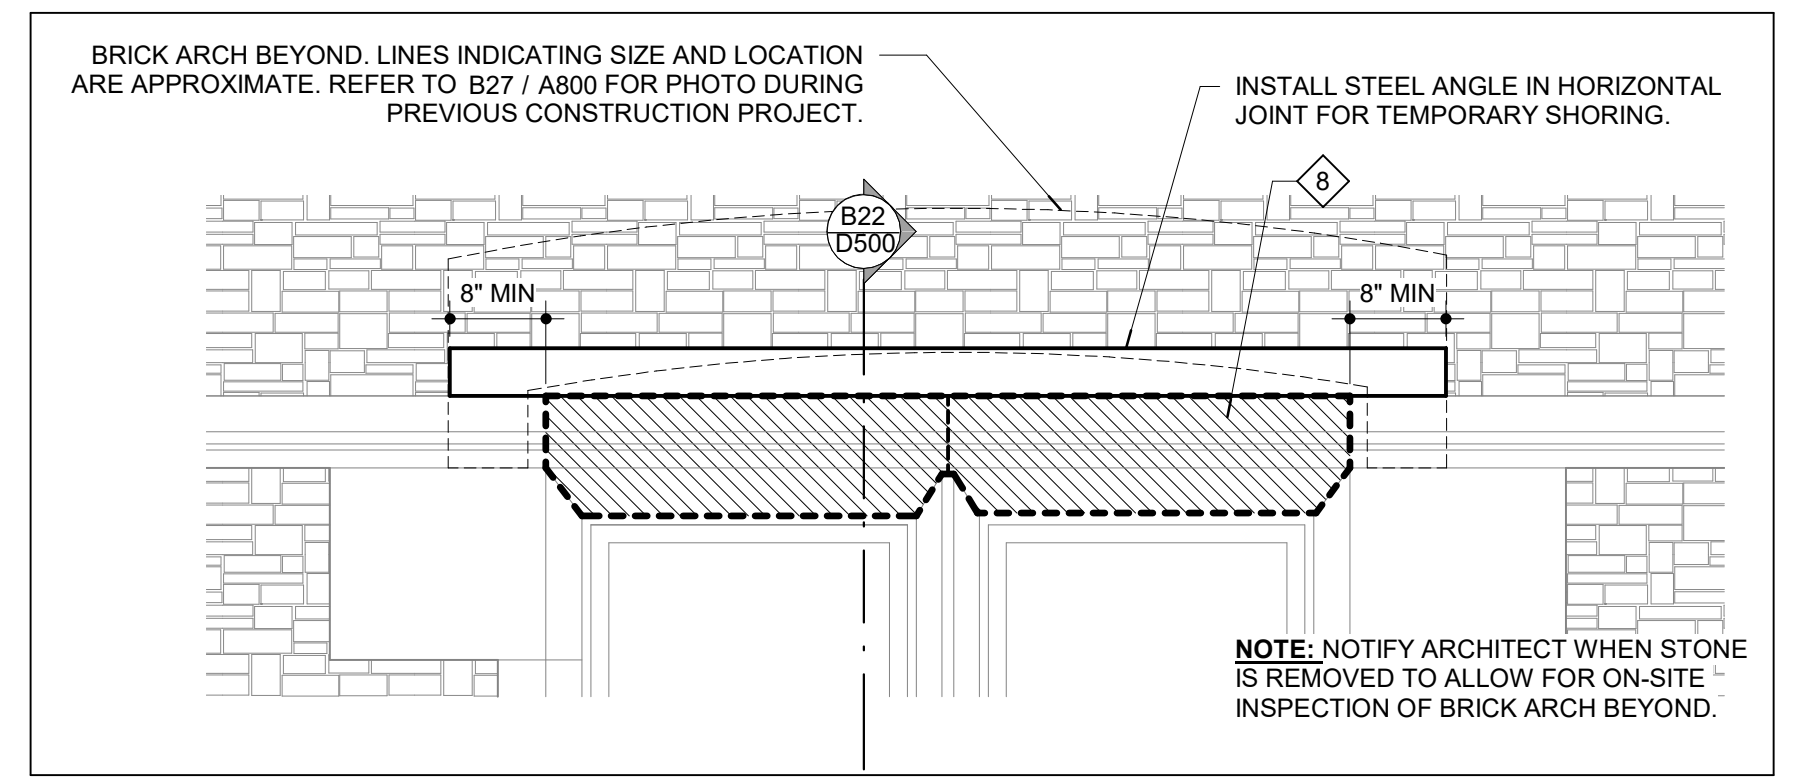 BRICK ARCH BEYOND. LINES INDICATING SIZE AND LOCATION
ARE APPROXIMATE. REFER TO B27 / A800 FOR PHOTO DURING
PREVIOUS CONSTRUCTION PROJECT.
INSTALL STEEL ANGLE IN HORIZONTAL
JOINT FOR TEMPORARY SHORING.
8
B22
D500
8" MIN
8" MIN
NOTE: NOTIFY ARCHITECT WHEN STONE
IS REMOVED TO ALLOW FOR ON-SITE
INSPECTION OF BRICK ARCH BEYOND.